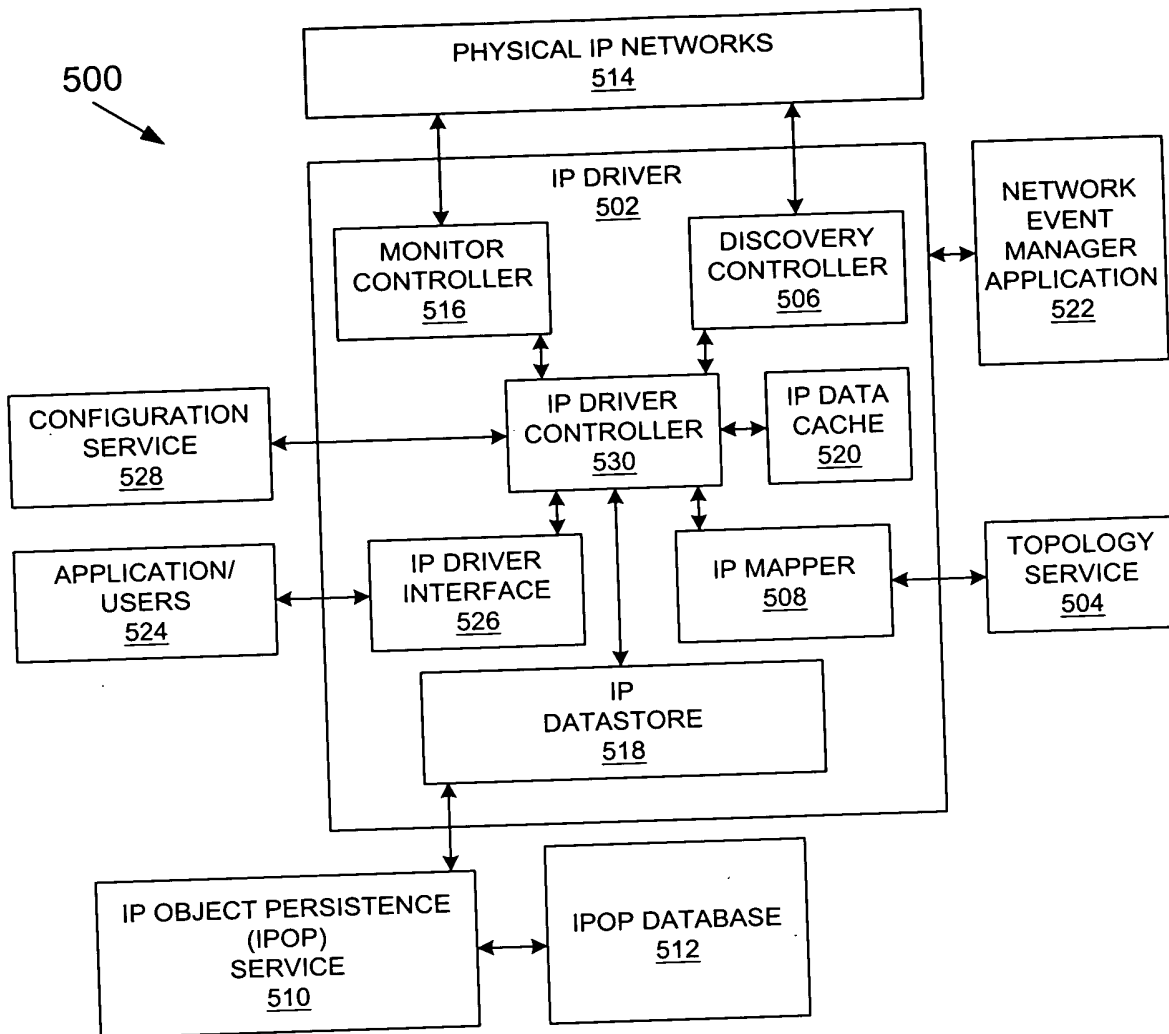 PHYSICAL IP NETWORKS
514
500
IP DRIVER
502
MONITOR
CONTROLLER
516
DISCOVERY
CONTROLLER
506
NETWORK
EVENT
MANAGER
APPLICATION
522
CONFIGURATION
SERVICE
528
IP DRIVER
CONTROLLER
530
IP DATA
CACHE
520
APPLICATION/
USERS
524
IP DRIVER
INTERFACE
526
IP MAPPER
508
TOPOLOGY
SERVICE
504
IP
DATASTORE
518
IP OBJECT PERSISTENCE
(IPOP)
SERVICE
510
IPOP DATABASE
512